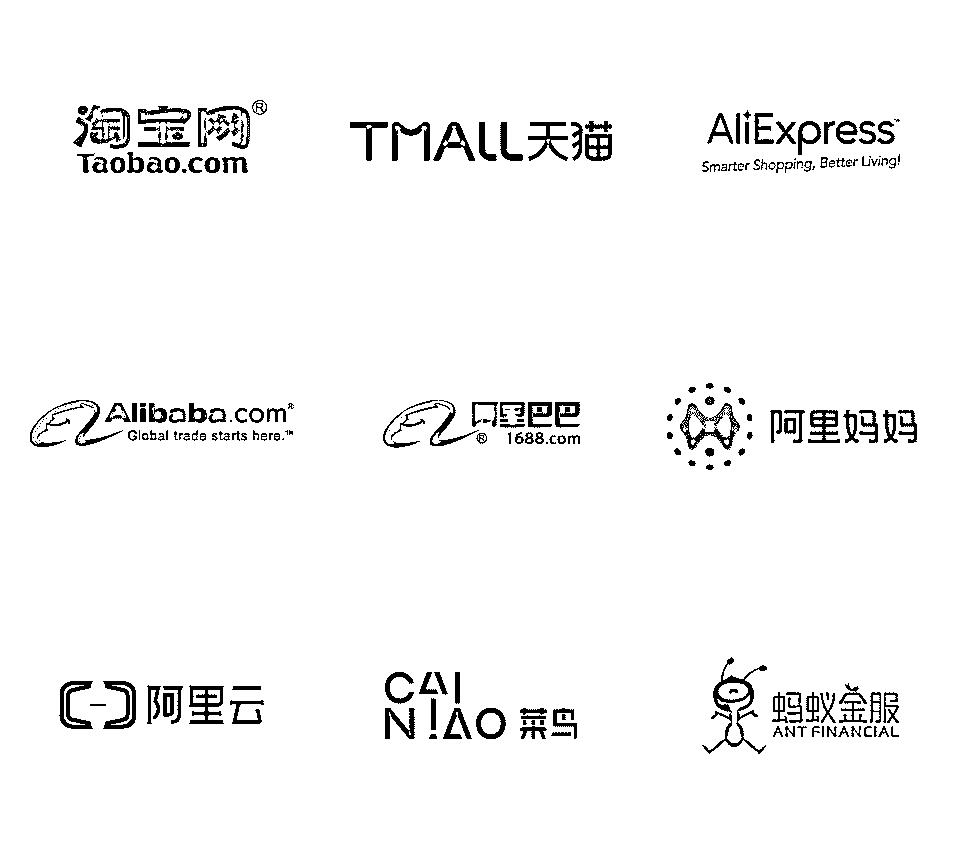 淘宝网®
Taobao.com
TMALL天猫
AliExpress™
Smarter Shopping, Better Living!
Alibaba.com®
Global trade starts here.™
阿里巴巴
® 1688.com
阿里妈妈
阿里云
CAI
NIAO 菜鸟
蚂蚁金服
ANT FINANCIAL